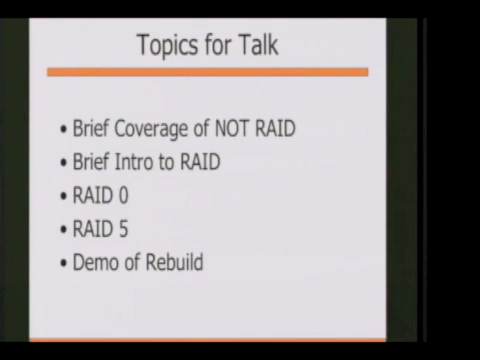 Topics for Talk
• Brief Coverage of NOT RAID
• Brief Intro to RAID
• RAID 0
• RAID 5
• Demo of Rebuild